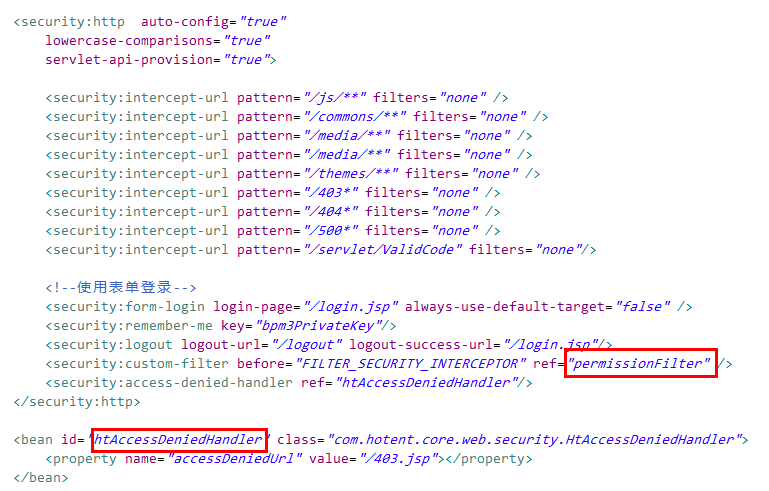 <security:http  auto-config="true"
    lowercase-comparisons="true"
    servlet-api-provision="true">

    <security:intercept-url pattern="/js/**" filters="none" />
    <security:intercept-url pattern="/commons/**" filters="none" />
    <security:intercept-url pattern="/media/**" filters="none" />
    <security:intercept-url pattern="/media/**" filters="none" />
    <security:intercept-url pattern="/themes/**" filters="none" />
    <security:intercept-url pattern="/403*" filters="none" />
    <security:intercept-url pattern="/404*" filters="none" />
    <security:intercept-url pattern="/500*" filters="none" />
    <security:intercept-url pattern="/servlet/ValidCode" filters="none"/>

    <!--使用表单登录-->
    <security:form-login login-page="/login.jsp" always-use-default-target="false" />
    <security:remember-me key="bpm3PrivateKey"/>
    <security:logout logout-url="/logout" logout-success-url="/login.jsp"/>
    <security:custom-filter before="FILTER_SECURITY_INTERCEPTOR" ref="permissionFilter" />
    <security:access-denied-handler ref="htAccessDeniedHandler"/>
</security:http>

<bean id="htAccessDeniedHandler" class="com.hotent.core.web.security.HtAccessDeniedHandler">
    <property name="accessDeniedUrl" value="/403.jsp"></property>
</bean>